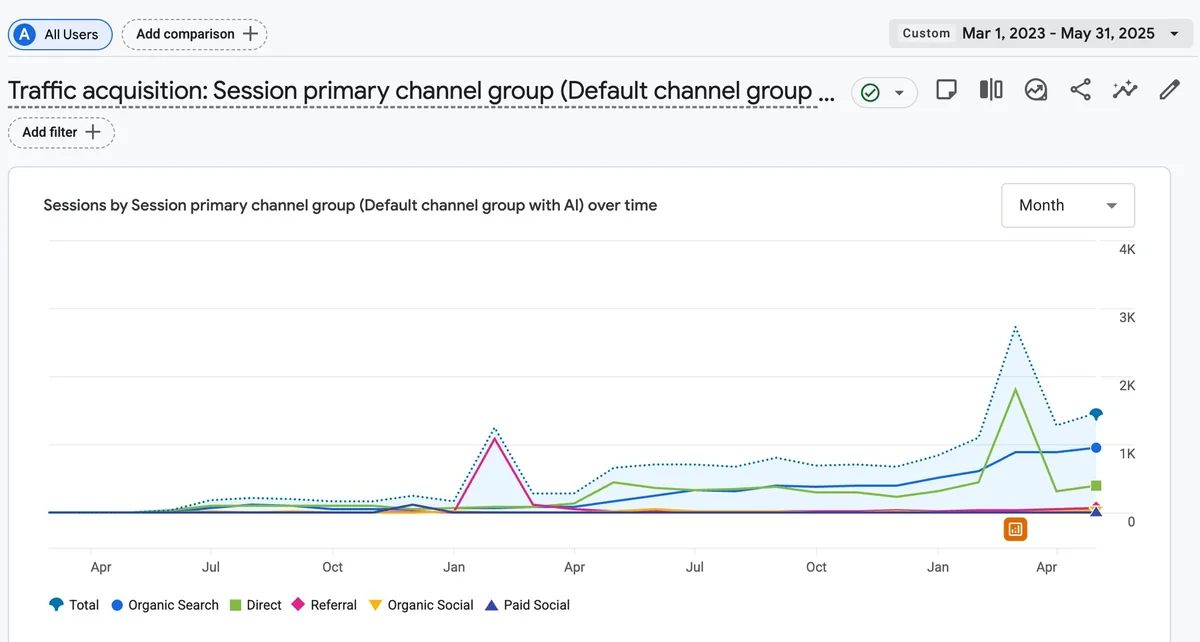 A All Users Add comparison + Custom Mar 1, 2023 - May 31, 2025
Traffic acquisition: Session primary channel group (Default channel group ...
Add filter +
Sessions by Session primary channel group (Default channel group with AI) over time Month
4K
3K
2K
1K
0
Apr Jul Oct Jan Apr Jul Oct Jan Apr
Total Organic Search Direct Referral Organic Social Paid Social